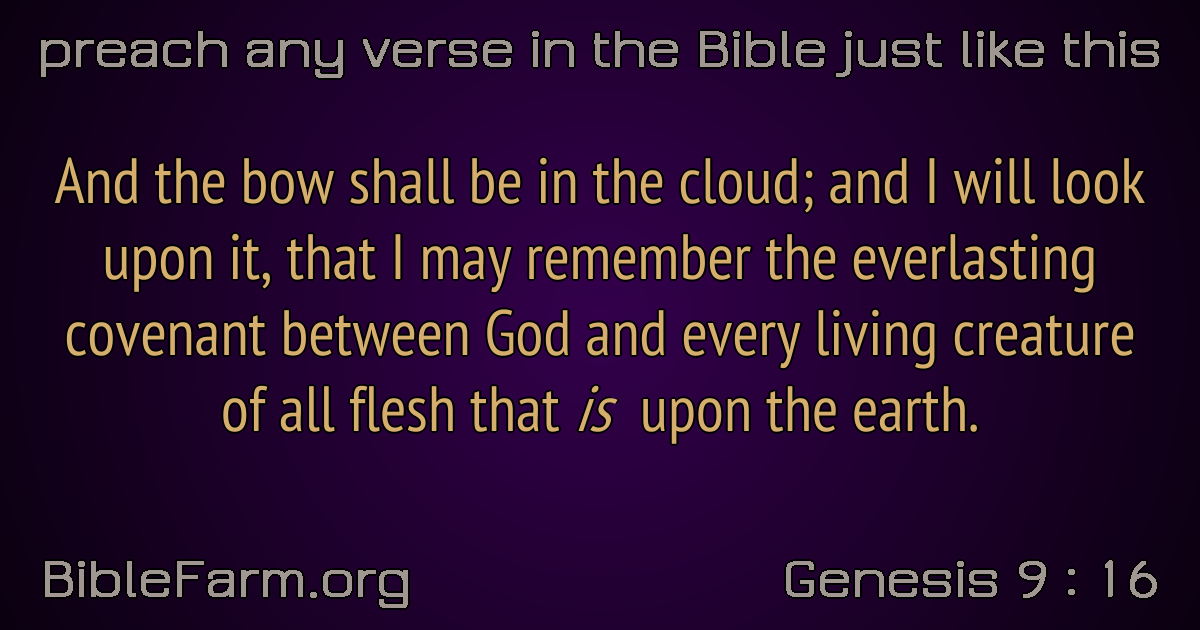 preach any verse in the Bible just like this
And the bow shall be in the cloud; and I will look
upon it, that I may remember the everlasting
covenant between God and every living creature
of all flesh that is upon the earth.
BibleFarm.org
Genesis 9 : 16